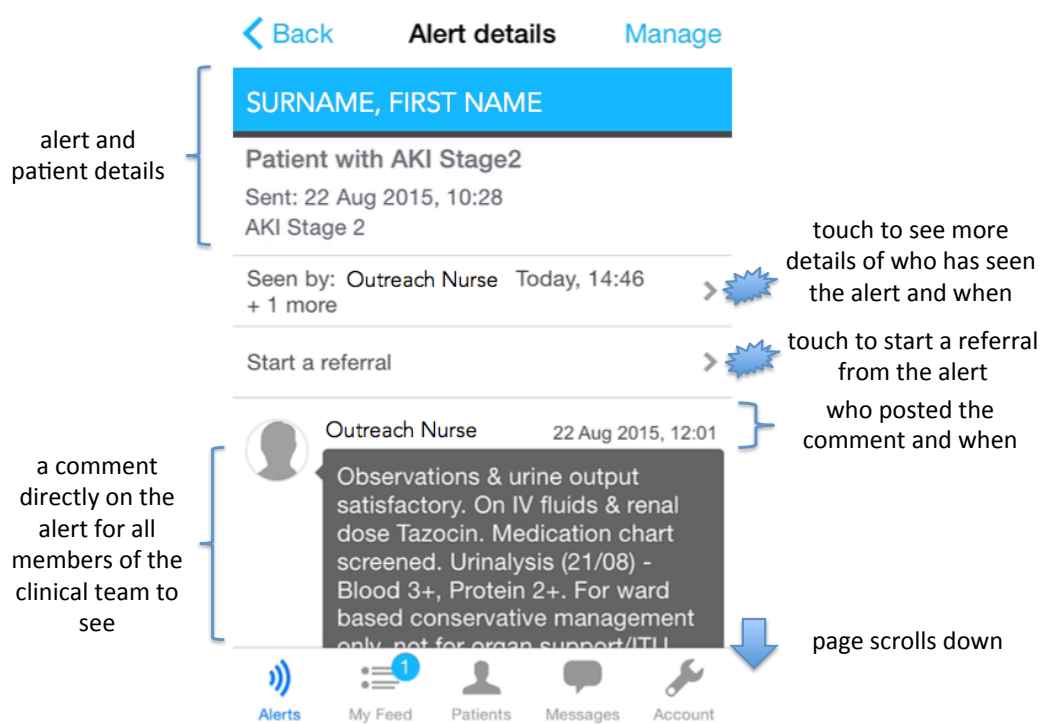 Back
Alert details
Manage
SURNAME, FIRST NAME
alert and
patient details
Patient with AKI Stage2
Sent: 22 Aug 2015, 10:28
AKI Stage 2
Seen by: Outreach Nurse Today, 14:46
+ 1 more
touch to see more
details of who has seen
the alert and when
Start a referral
touch to start a referral
from the alert
Outreach Nurse
22 Aug 2015, 12:01
who posted the
comment and when
a comment
directly on the
alert for all
members of the
clinical team to
see
Observations & urine output
satisfactory. On IV fluids & renal
dose Tazocin. Medication chart
screened. Urinalysis (21/08) -
Blood 3+, Protein 2+. For ward
based conservative management
only, not for organ support/ITU
page scrolls down
1
Alerts
My Feed
Patients
Messages
Account